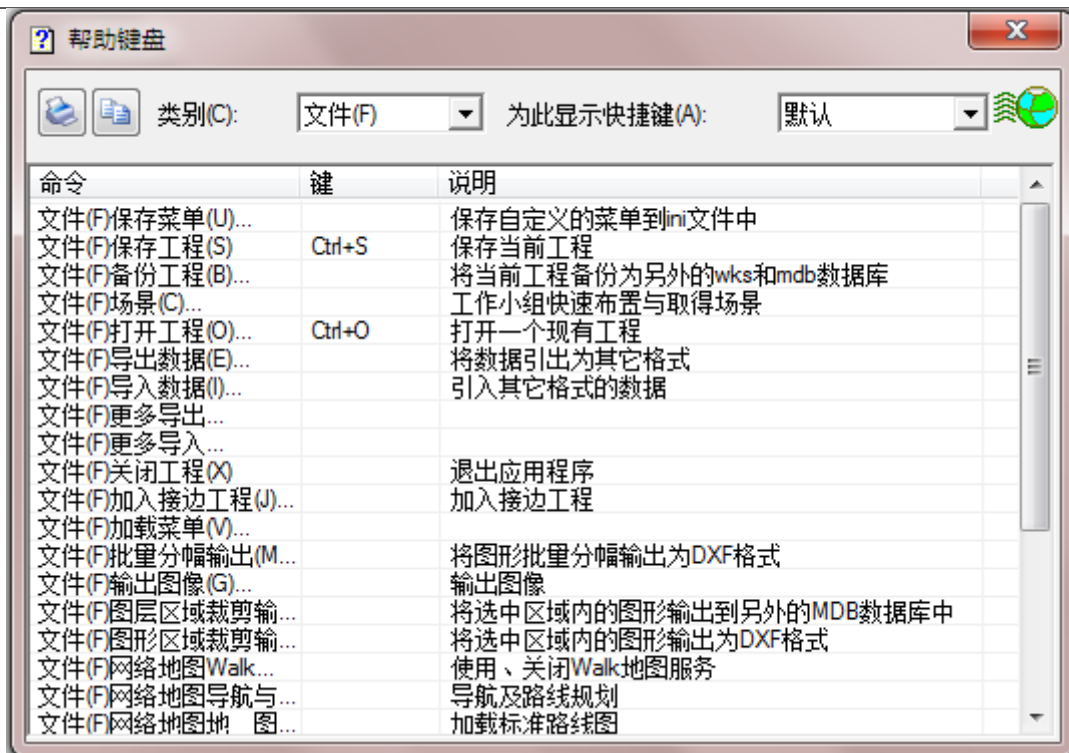 帮助键盘
类别(C): 文件(F) 为此显示快捷键(A): 默认
命令 键 说明
文件(F)保存菜单(U)... 保存自定义的菜单到ini文件中
文件(F)保存工程(S) Ctrl+S 保存当前工程
文件(F)备份工程(B)... 将当前工程备份为另外的wks和mdb数据库
文件(F)场景(C)... 工作小组快速布置与取得场景
文件(F)打开工程(O)... Ctrl+O 打开一个现有工程
文件(F)导出数据(E)... 将数据引出为其它格式
文件(F)导入数据(I)... 引入其它格式的数据
文件(F)更多导出...
文件(F)更多导入...
文件(F)关闭工程(X) 退出应用程序
文件(F)加入接边工程(J)... 加入接边工程
文件(F)加载菜单(V)...
文件(F)批量分幅输出(M... 将图形批量分幅输出为DXF格式
文件(F)输出图像(G)... 输出图像
文件(F)图层区域裁剪输... 将选中区域内的图形输出到另外的MDB数据库中
文件(F)图形区域裁剪输... 将选中区域内的图形输出为DXF格式
文件(F)网络地图Walk... 使用、关闭Walk地图服务
文件(F)网络地图导航与... 导航及路线规划
文件(F)网络地图地 图... 加载标准路线图